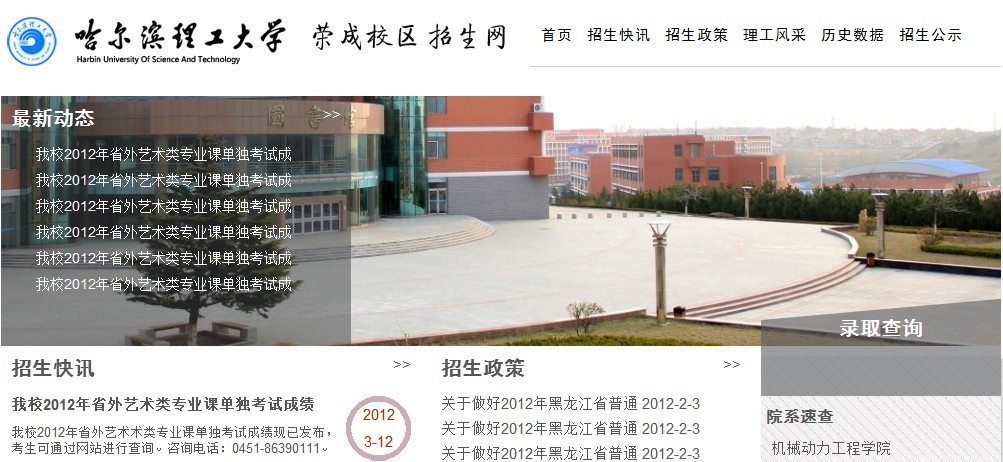 哈尔滨理工大学 荣成校区 招生网
Harbin University Of Science And Technology
首页 招生快讯 招生政策 理工风采 历史数据 招生公示
最新动态 >>
圖書館
我校2012年省外艺术类专业课单独考试成
我校2012年省外艺术类专业课单独考试成
我校2012年省外艺术类专业课单独考试成
我校2012年省外艺术类专业课单独考试成
我校2012年省外艺术类专业课单独考试成
我校2012年省外艺术类专业课单独考试成
录取查询
招生快讯 >>
我校2012年省外艺术类专业课单独考试成绩
我校2012年省外艺术术类专业课单独考试成绩现已发布，
考生可通过网站进行查询。咨询电话：0451-86390111。
2012
3-12
招生政策 >>
关于做好2012年黑龙江省普通 2012-2-3
关于做好2012年黑龙江省普通 2012-2-3
关于做好2012年黑龙江省普通 2012-2-3
院系速查
机械动力工程学院